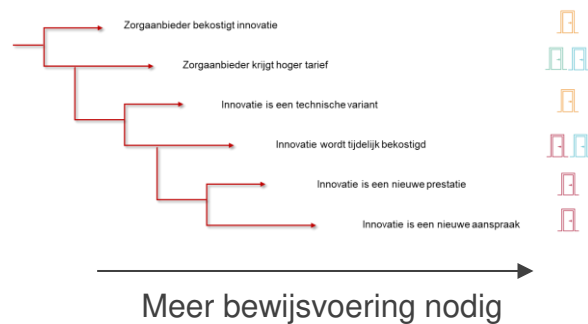 Zorgaanbieder bekostigt innovatie
Zorgaanbieder krijgt hoger tarief
Innovatie is een technische variant
Innovatie wordt tijdelijk bekostigd
Innovatie is een nieuwe prestatie
Innovatie is een nieuwe aanspraak
Meer bewijsvoering nodig